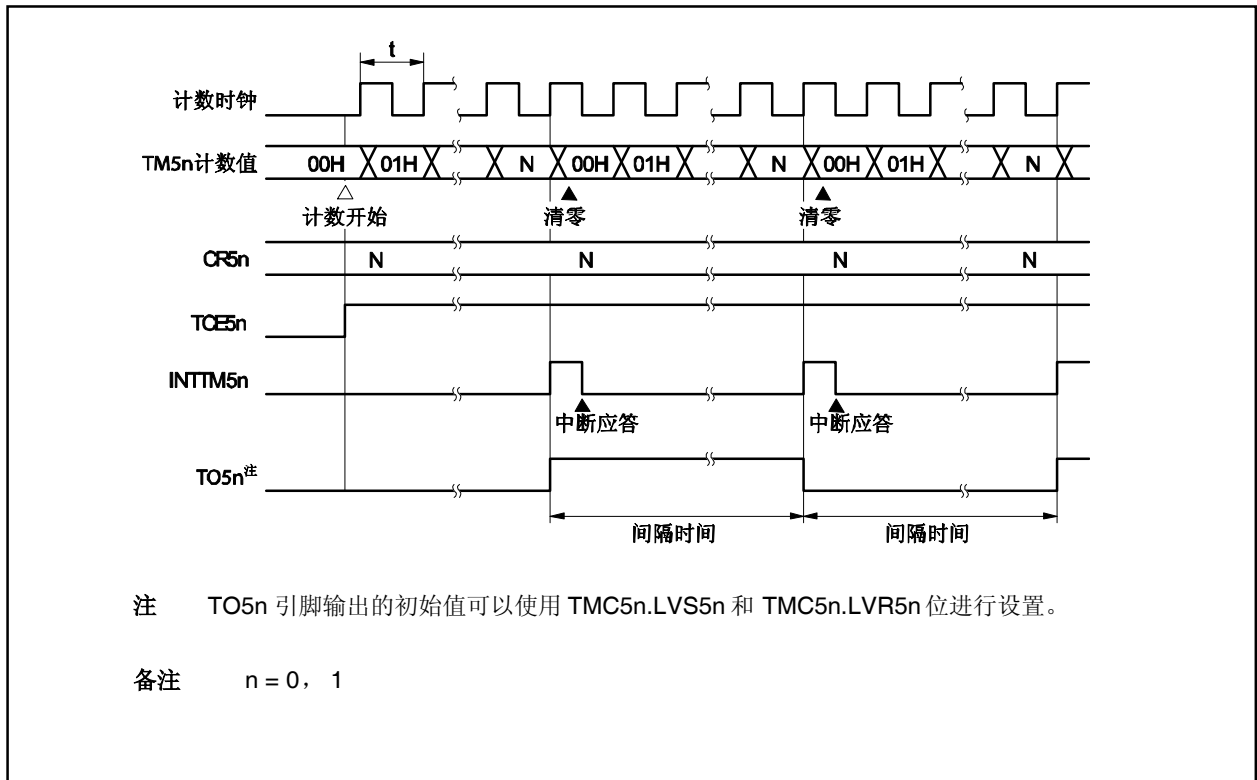 t
计数时钟
TM5n计数值 00H 01H N 00H 01H N 00H 01H N
计数开始 清零 清零
CR5n N N N N
TCE5n
INTTM5n
中断应答 中断应答
TO5n注
间隔时间 间隔时间
注 TO5n 引脚输出的初始值可以使用 TMC5n.LVS5n 和 TMC5n.LVR5n 位进行设置。
备注 n = 0, 1